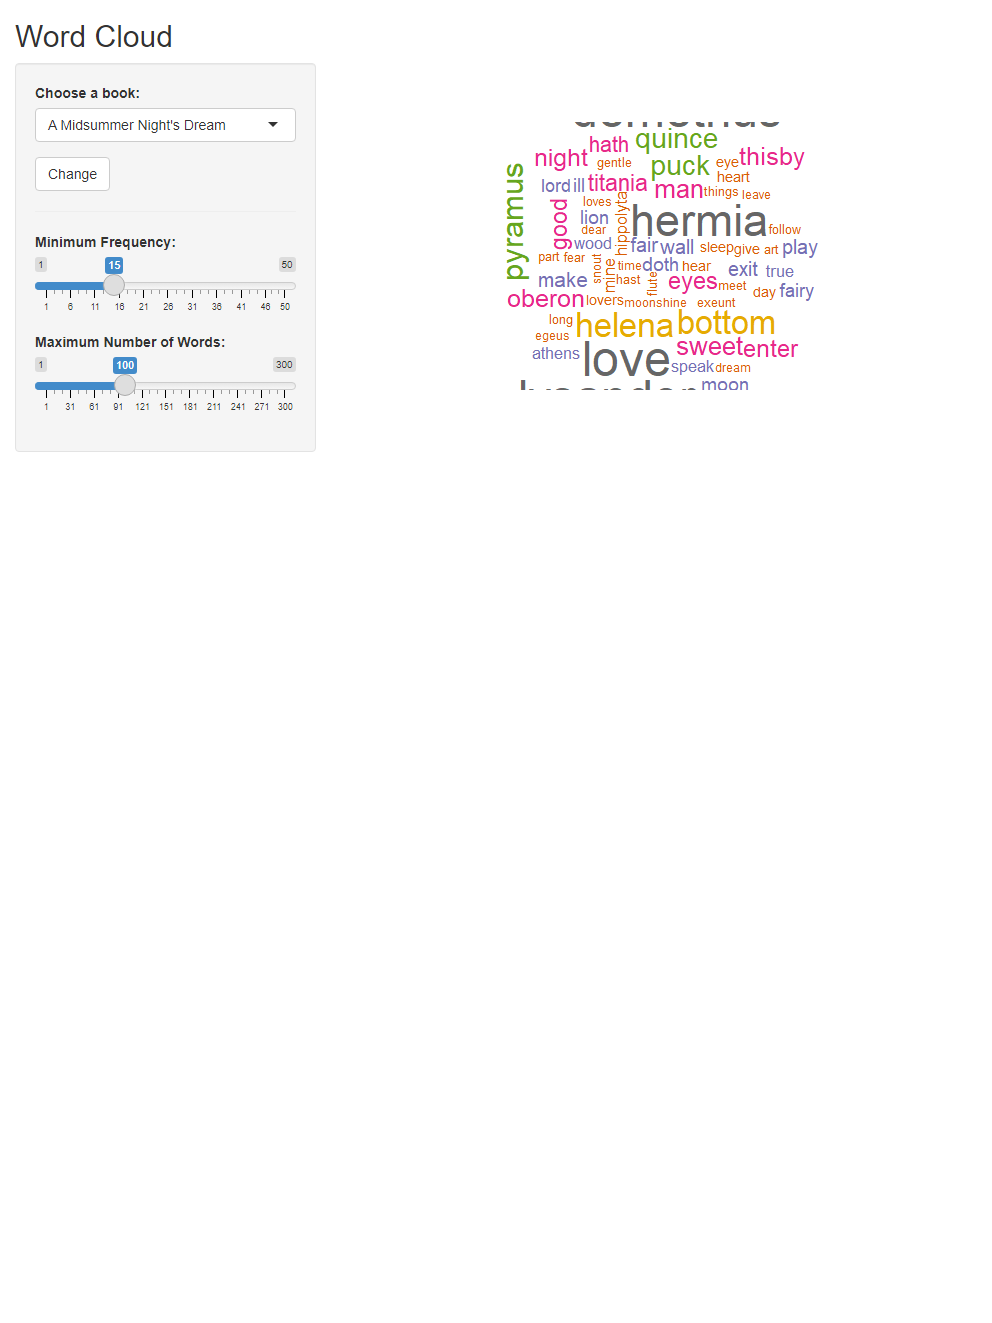 Word Cloud
Choose a book:
A Midsummer Night's Dream
Change
Minimum Frequency:
1 15 50
1 6 11 16 21 26 31 36 41 46 50
Maximum Number of Words:
1 100 300
1 31 61 91 121 151 181 211 241 271 300
demetrius
hath quince
night gentle puck eye thisby
lord ill titania man things heart leave
pyramus good loves hippolyta hermia
lion dear follow
wood fair wall sleep give art play
part fear snout mine time doth hear exit true
make hast flute eyes meet day fairy
oberon lovers moonshine exeunt
long helena bottom
egeus
athens love sweet enter
speak dream
lysander moon